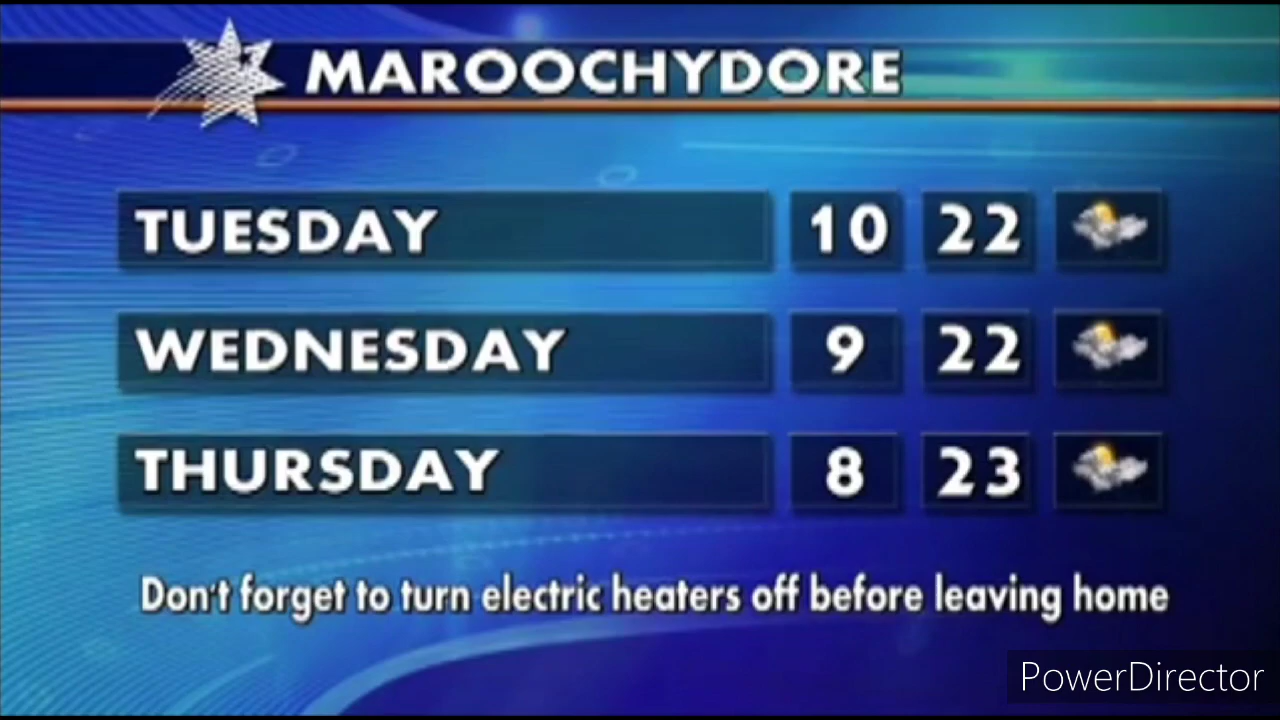 MAROOCHYDORE
TUESDAY 10 22
WEDNESDAY 9 22
THURSDAY 8 23
Don't forget to turn electric heaters off before leaving home
PowerDirector